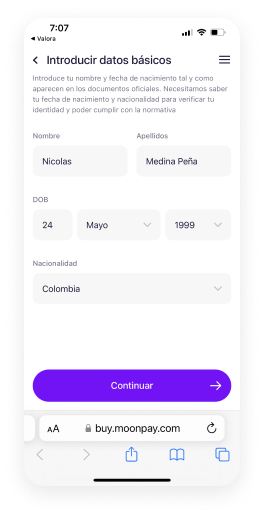 7:07
◀ Valora
Introducir datos básicos
Introduce tu nombre y fecha de nacimiento tal y como
aparecen en los documentos oficiales. Necesitamos saber
tu fecha de nacimiento y nacionalidad para verificar tu
identidad y poder cumplir con la normativa
Nombre Apellidos
Nicolas Medina Peña
DOB
24 Mayo 1999
Nacionalidad
Colombia
Continuar
AA buy.moonpay.com